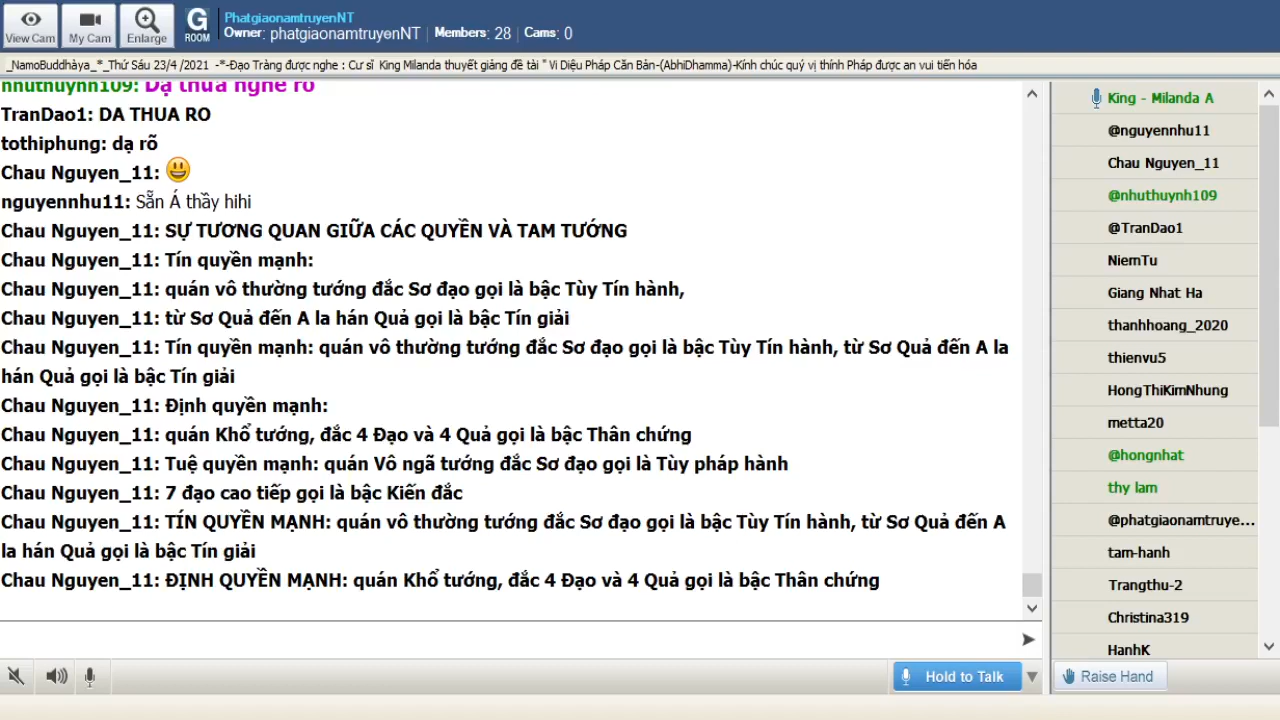 View Cam
My Cam
Enlarge
G
ROOM
PhatgiaonamtruyenNT
Owner: phatgiaonamtruyenNT | Members: 28 | Cams: 0
_NamoBuddhàya_*_Thứ Sáu 23/4 /2021 -*-Đạo Tràng được nghe : Cư sĩ King Milanda thuyết giảng đề tài " Vi Diệu Pháp Căn Bản-(AbhiDhamma)-Kính chúc quý vị thính Pháp được an vui tiến hóa
nhuthuynh109: Dạ thưa nghe rõ
TranDao1: DA THUA RO
tothiphung: dạ rõ
Chau Nguyen_11:
nguyennhu11: Sẵn Á thầy hihi
Chau Nguyen_11: SỰ TƯƠNG QUAN GIỮA CÁC QUYỀN VÀ TAM TƯỚNG
Chau Nguyen_11: Tín quyền mạnh:
Chau Nguyen_11: quán vô thường tướng đắc Sơ đạo gọi là bậc Tùy Tín hành,
Chau Nguyen_11: từ Sơ Quả đến A la hán Quả gọi là bậc Tín giải
Chau Nguyen_11: Tín quyền mạnh: quán vô thường tướng đắc Sơ đạo gọi là bậc Tùy Tín hành, từ Sơ Quả đến A la
hán Quả gọi là bậc Tín giải
Chau Nguyen_11: Định quyền mạnh:
Chau Nguyen_11: quán Khổ tướng, đắc 4 Đạo và 4 Quả gọi là bậc Thân chứng
Chau Nguyen_11: Tuệ quyền mạnh: quán Vô ngã tướng đắc Sơ đạo gọi là Tùy pháp hành
Chau Nguyen_11: 7 đạo cao tiếp gọi là bậc Kiến đắc
Chau Nguyen_11: TÍN QUYỀN MẠNH: quán vô thường tướng đắc Sơ đạo gọi là bậc Tùy Tín hành, từ Sơ Quả đến A
la hán Quả gọi là bậc Tín giải
Chau Nguyen_11: ĐỊNH QUYỀN MẠNH: quán Khổ tướng, đắc 4 Đạo và 4 Quả gọi là bậc Thân chứng
King - Milanda A
@nguyennhu11
Chau Nguyen_11
@nhuthuynh109
@TranDao1
NiemTu
Giang Nhat Ha
thanhhoang_2020
thienvu5
HongThiKimNhung
metta20
@hongnhat
thy lam
@phatgiaonamtruye...
tam-hanh
Trangthu-2
Christina319
HanhK
Hold to Talk
Raise Hand